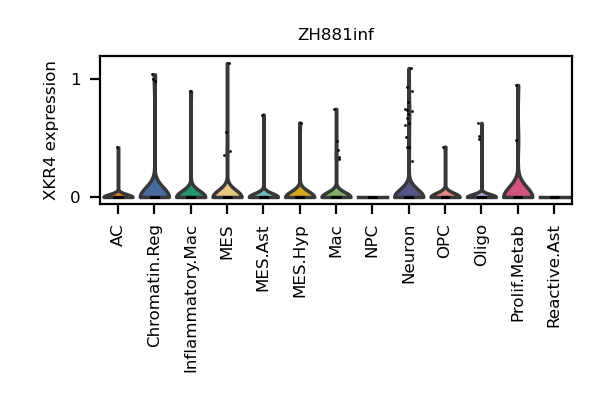 ZH881inf
XKR4 expression
1
0
AC
Chromatin.Reg
Inflammatory.Mac
MES
MES.Ast
MES.Hyp
Mac
NPC
Neuron
OPC
Oligo
Prolif.Metab
Reactive.Ast